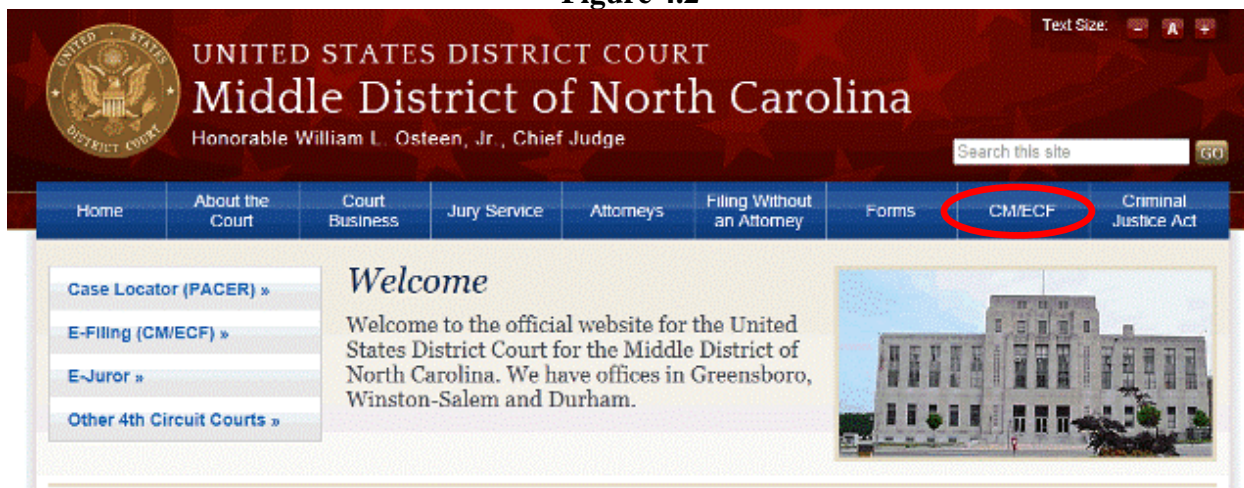 Figure 4.2
Text Size: - A +
UNITED STATES DISTRICT COURT
Middle District of North Carolina
Honorable William L. Osteen, Jr., Chief Judge
UNITED STATES
DISTRICT COURT
Search this site GO
Home
About the
Court
Court
Business
Jury Service
Attorneys
Filing Without
an Attorney
Forms
CM/ECF
Criminal
Justice Act
Case Locator (PACER) »
E-Filing (CM/ECF) »
E-Juror »
Other 4th Circuit Courts »
Welcome
Welcome to the official website for the United
States District Court for the Middle District of
North Carolina. We have offices in Greensboro,
Winston-Salem and Durham.